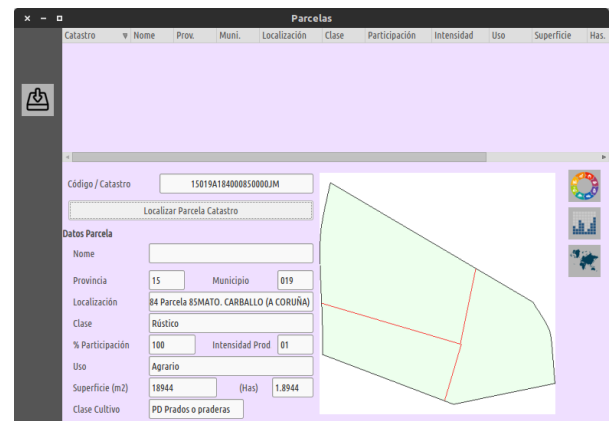 Parcelas
Catastro Nome Prov. Muni. Localización Clase Participación Intensidad Uso Superficie Has.
Código / Catastro 15019A184000850000JM
Localizar Parcela Catastro
Datos Parcela
Nome
Provincia 15 Municipio 019
Localización 84 Parcela 85MATO. CARBALLO (A CORUÑA)
Clase Rústico
% Participación 100 Intensidad Prod 01
Uso Agrario
Superficie (m2) 18944 (Has) 1.8944
Clase Cultivo PD Prados o praderas